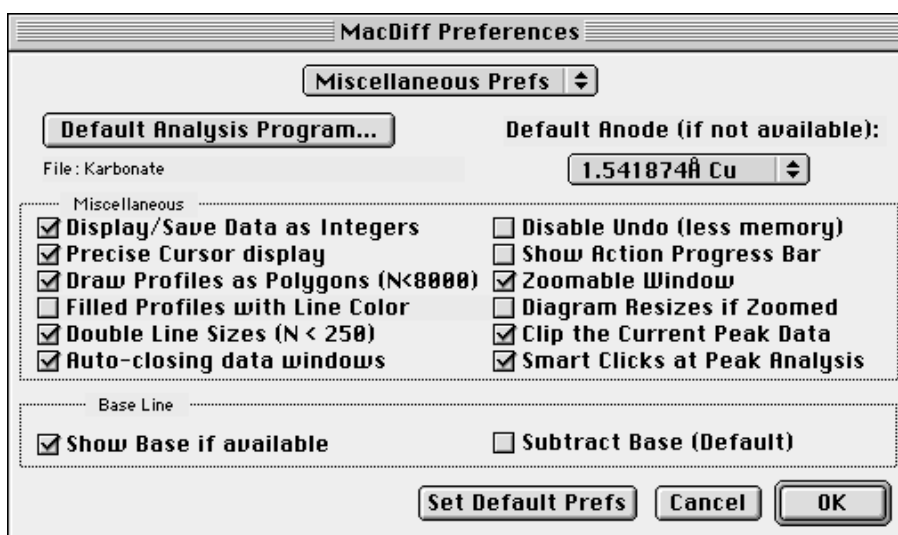 MacDiff Preferences
Miscellaneous Prefs
Default Analysis Program...
Default Anode (if not available):
File : Karbonate
1.541874Å Cu
Miscellaneous
Display/Save Data as Integers
Disable Undo (less memory)
Precise Cursor display
Show Action Progress Bar
Draw Profiles as Polygons (N<8000)
Zoomable Window
Filled Profiles with Line Color
Diagram Resizes if Zoomed
Double Line Sizes (N < 250)
Clip the Current Peak Data
Auto-closing data windows
Smart Clicks at Peak Analysis
Base Line
Show Base if available
Subtract Base (Default)
Set Default Prefs
Cancel
OK